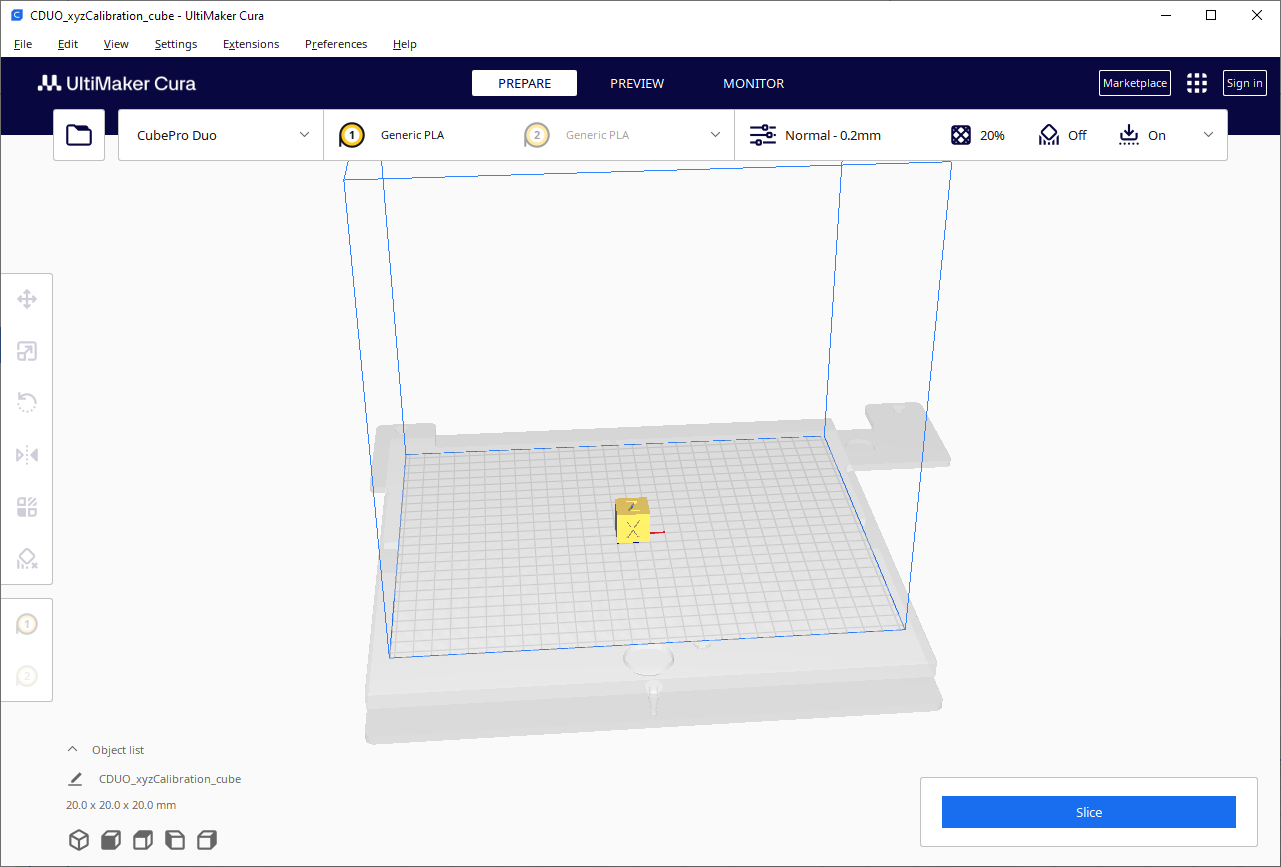 CDUO_xyzCalibration_cube - UltiMaker Cura
File Edit View Settings Extensions Preferences Help
UltiMaker Cura PREPARE PREVIEW MONITOR Marketplace Sign in
CubePro Duo 1 Generic PLA 2 Generic PLA Normal - 0.2mm 20% Off On
Z
X
1
2
Object list
CDUO_xyzCalibration_cube
20.0 x 20.0 x 20.0 mm
Slice